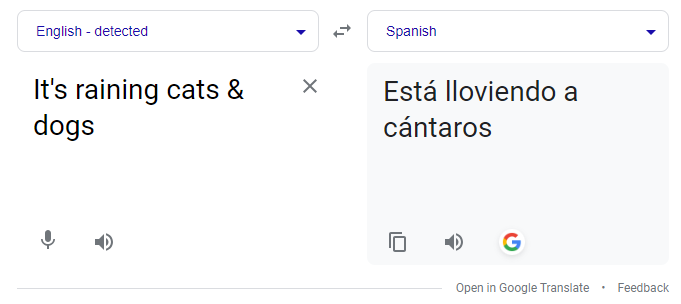 English - detected
Spanish
It's raining cats &
dogs
Está lloviendo a
cántaros
Open in Google Translate • Feedback